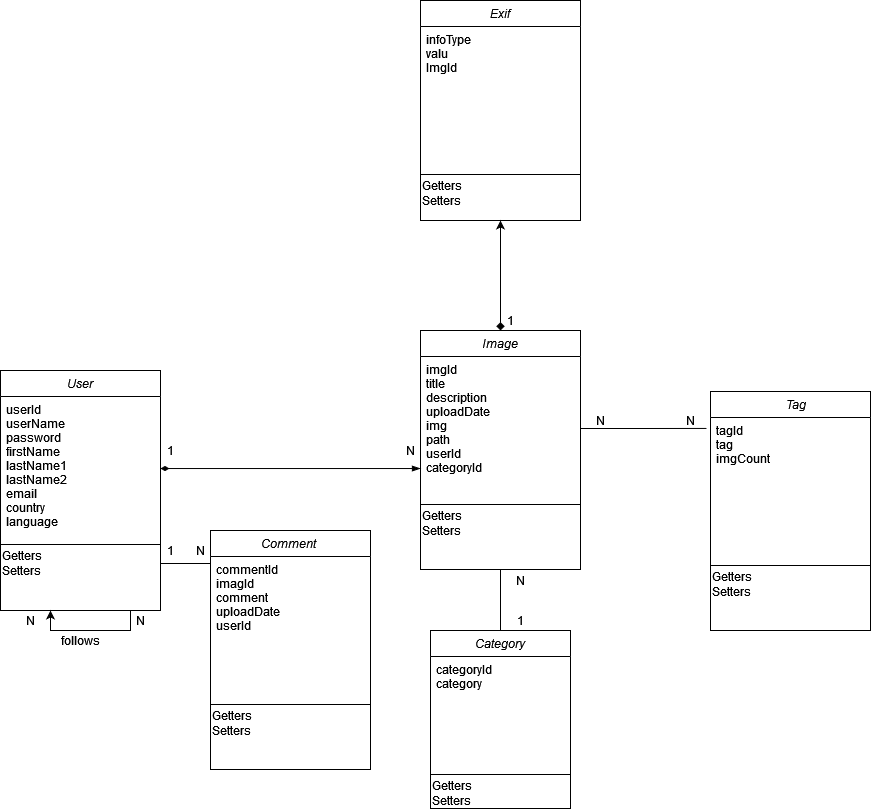 Exif
infoType
valu
ImgId
Getters
Setters
1
Image
imgId
title
description
uploadDate
img
path
userId
categoryId
Getters
Setters
User
userId
userName
password
firstName
lastName1
lastName2
email
country
language
Getters
Setters
1
N
N
N
Tag
tagId
tag
imgCount
Getters
Setters
1
N
Comment
commentId
imagId
comment
uploadDate
userId
Getters
Setters
N
N
follows
N
1
Category
categoryId
category
Getters
Setters